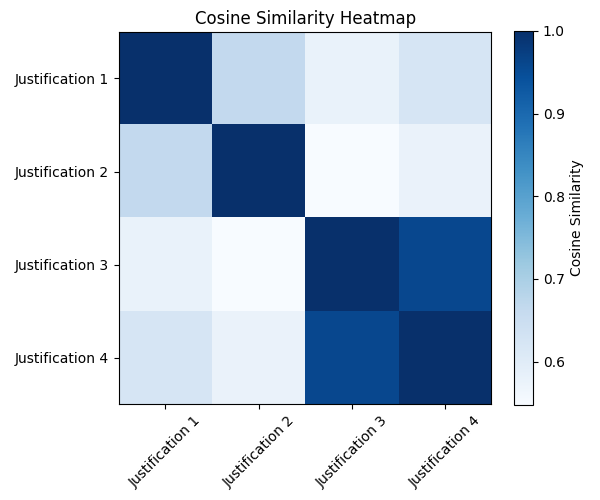 Cosine Similarity Heatmap
Justification 1
Justification 2
Justification 3
Justification 4
Justification 1
Justification 2
Justification 3
Justification 4
1.0
0.9
0.8
0.7
0.6
Cosine Similarity